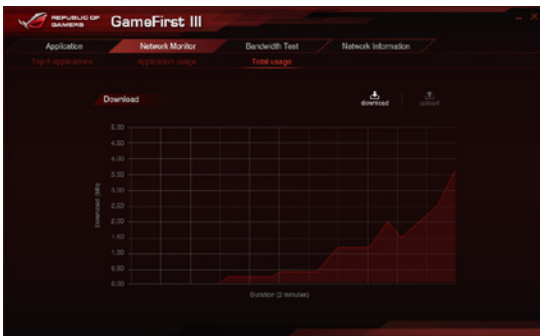 REPUBLIC OF
GAMERS
GameFirst III
Application
Network Monitor
Bandwidth Test
Network Information
Top 5 applications
Application usage
Total usage
Download
download
upload
5.00
4.50
4.00
3.50
3.00
2.50
2.00
1.50
1.00
0.50
0.00
Download (Mb)
Duration (2 minutes)